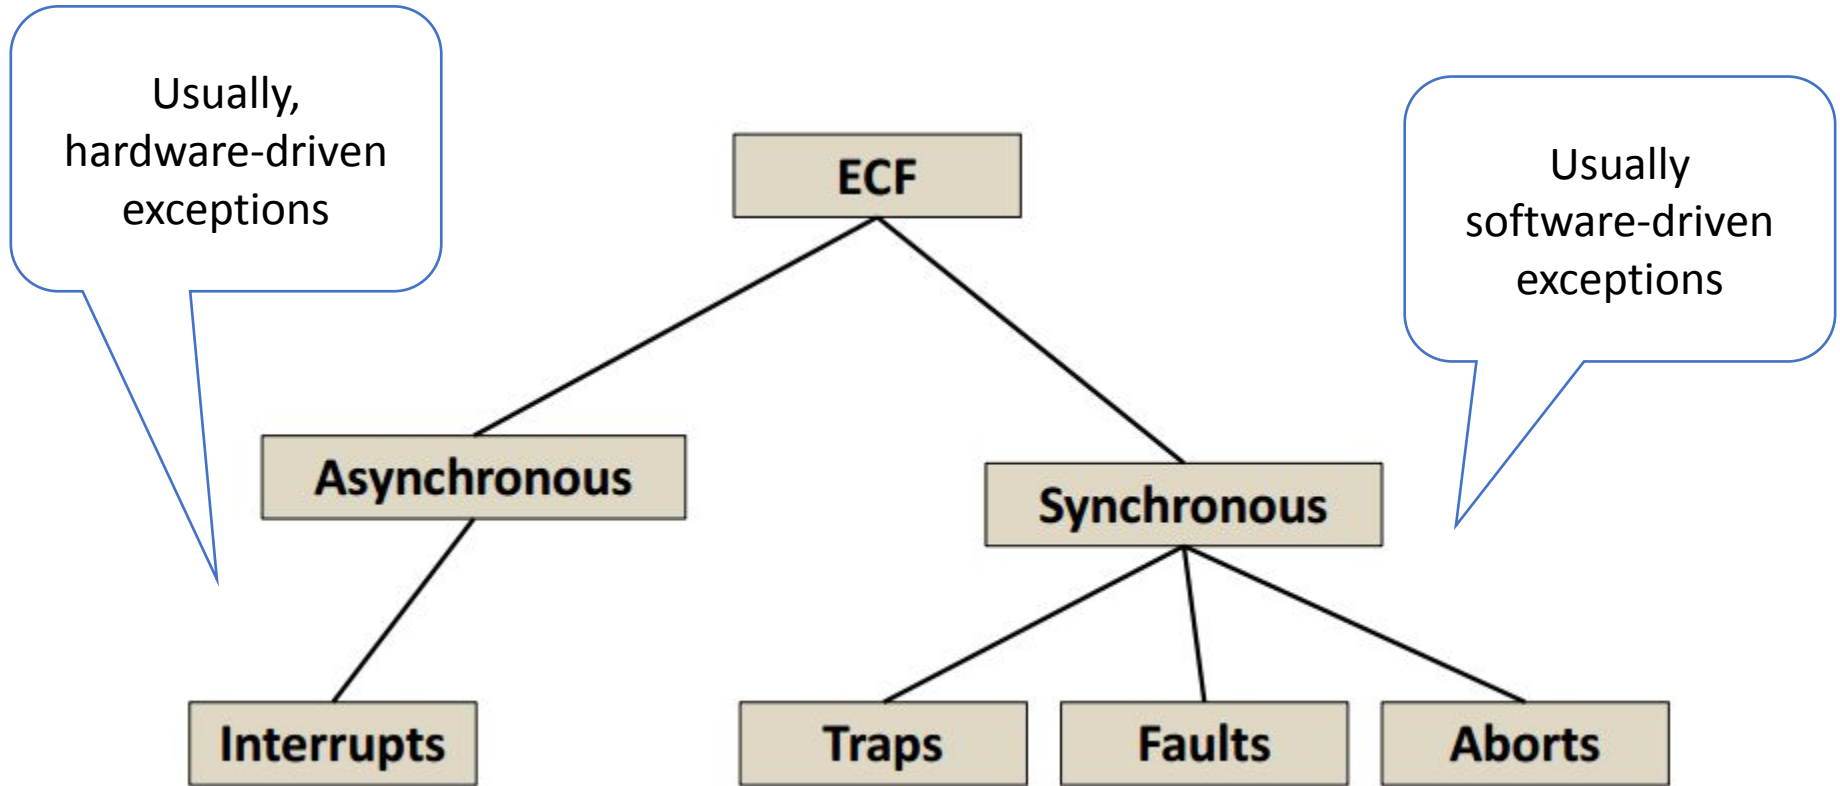 Usually,
hardware-driven
exceptions
ECF
Usually
software-driven
exceptions
Asynchronous
Synchronous
Interrupts
Traps
Faults
Aborts